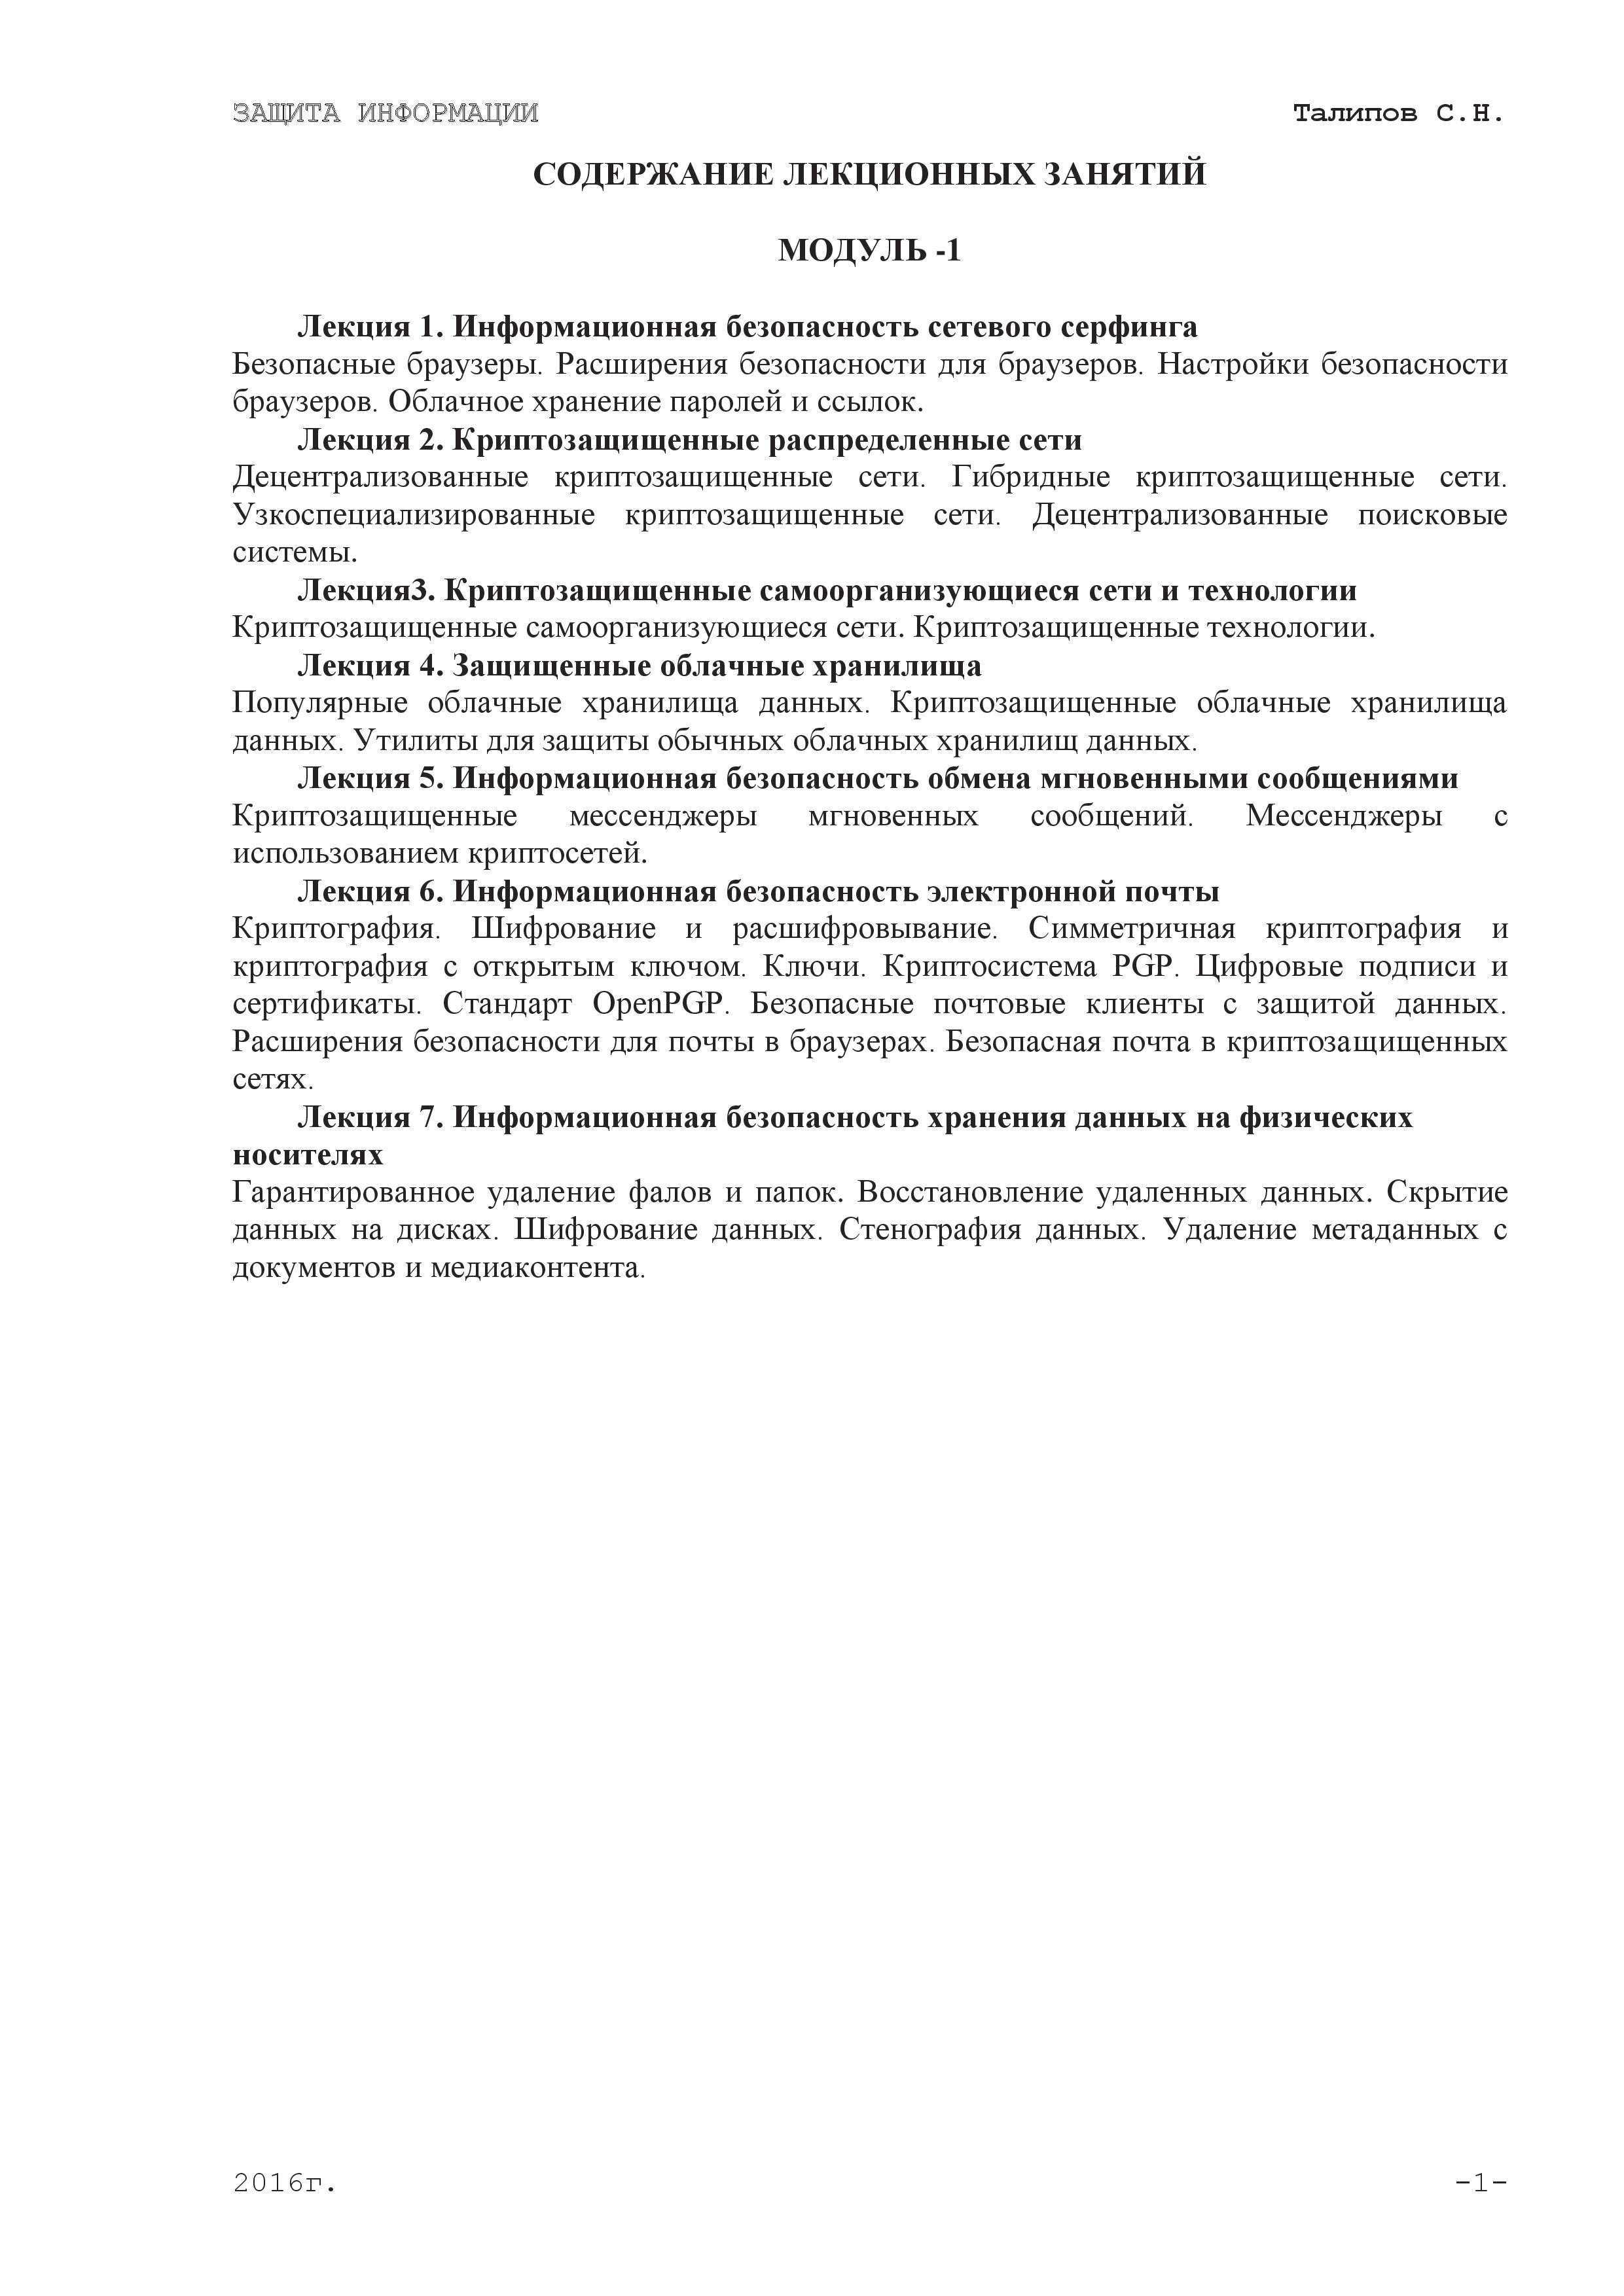 ЗАЩИТА ИНФОРМАЦИИ Талипов С.Н.
СОДЕРЖАНИЕ ЛЕКЦИОННЫХ ЗАНЯТИЙ
МОДУЛЬ -1
Лекция 1. Информационная безопасность сетевого серфинга
Безопасные браузеры. Расширения безопасности для браузеров. Настройки безопасности
браузеров. Облачное хранение паролей и ссылок.
Лекция 2. Криптозащищенные распределенные сети
Децентрализованные криптозащищенные сети. Гибридные криптозащищенные сети.
Узкоспециализированные криптозащищенные сети. Децентрализованные поисковые
системы.
Лекция3. Криптозащищенные самоорганизующиеся сети и технологии
Криптозащищенные самоорганизующиеся сети. Криптозащищенные технологии.
Лекция 4. Защищенные облачные хранилища
Популярные облачные хранилища данных. Криптозащищенные облачные хранилища
данных. Утилиты для защиты обычных облачных хранилищ данных.
Лекция 5. Информационная безопасность обмена мгновенными сообщениями
Криптозащищенные мессенджеры мгновенных сообщений. Мессенджеры с
использованием криптосетей.
Лекция 6. Информационная безопасность электронной почты
Криптография. Шифрование и расшифровывание. Симметричная криптография и
криптография с открытым ключом. Ключи. Криптосистема PGP. Цифровые подписи и
сертификаты. Стандарт OpenPGP. Безопасные почтовые клиенты с защитой данных.
Расширения безопасности для почты в браузерах. Безопасная почта в криптозащищенных
сетях.
Лекция 7. Информационная безопасность хранения данных на физических
носителях
Гарантированное удаление фалов и папок. Восстановление удаленных данных. Скрытие
данных на дисках. Шифрование данных. Стенография данных. Удаление метаданных с
документов и медиаконтента.
2016г. -1-